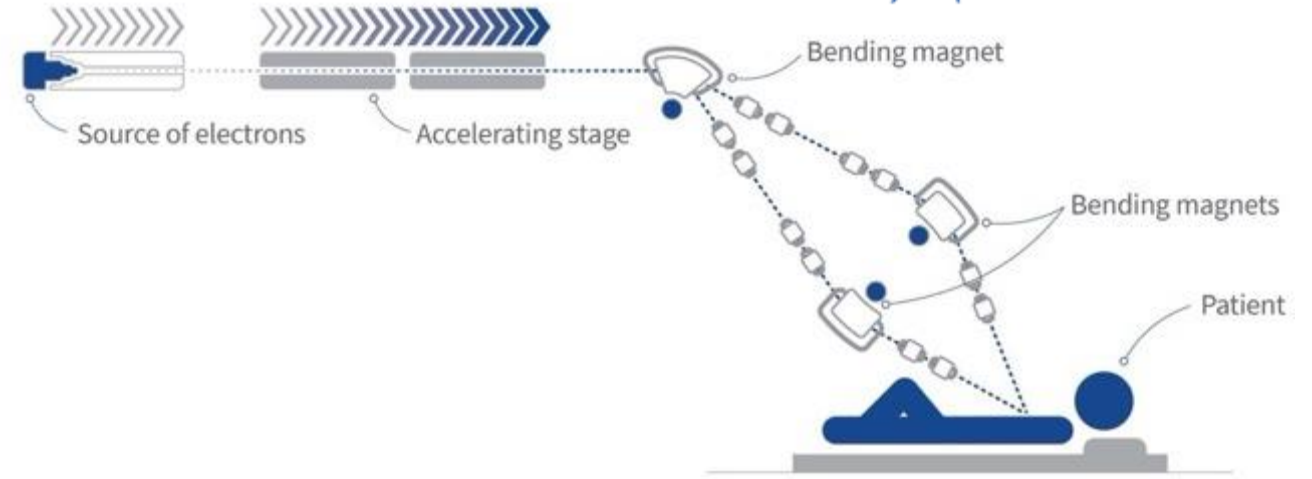 Bending magnet
Source of electrons
Accelerating stage
Bending magnets
Patient